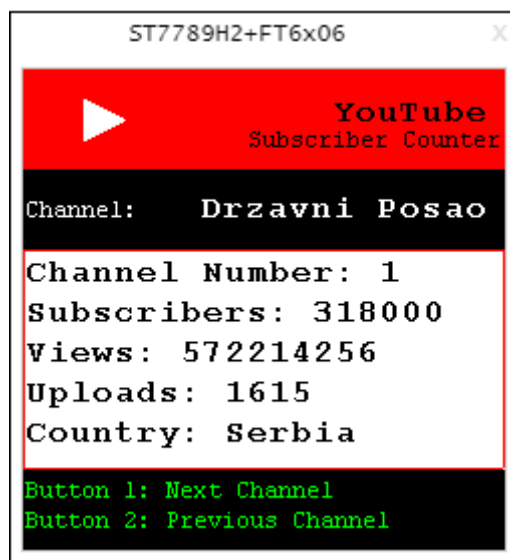 ST7789H2+FT6x06 X
YouTube
Subscriber Counter
Channel: Drzavni Posao
Channel Number: 1
Subscribers: 318000
Views: 572214256
Uploads: 1615
Country: Serbia
Button 1: Next Channel
Button 2: Previous Channel